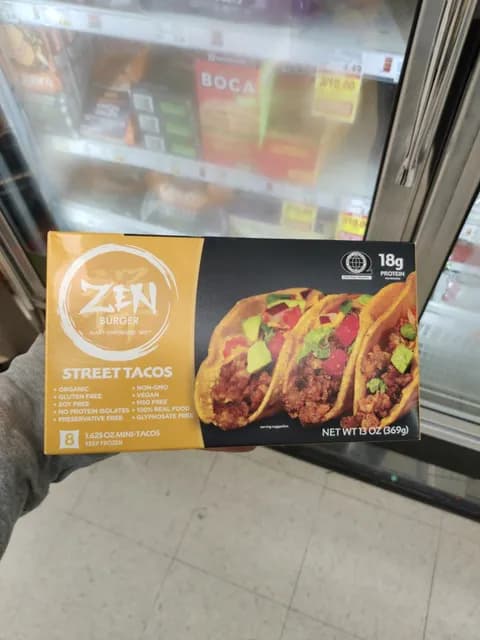 BOCA
ZEN
BURGER
STREET TACOS
• ORGANIC
• GLUTEN FREE
• SOY FREE
• NO PROTEIN ISOLATES
• PRESERVATIVE FREE
• NON-GMO
• VEGAN
• MSG FREE
• 100% REAL FOOD
• GLYPHOSATE FREE
8
1.625 OZ MINI-TACOS
KEEP FROZEN
18g
PROTEIN
serving suggestion
NET WT 13 OZ (369g)